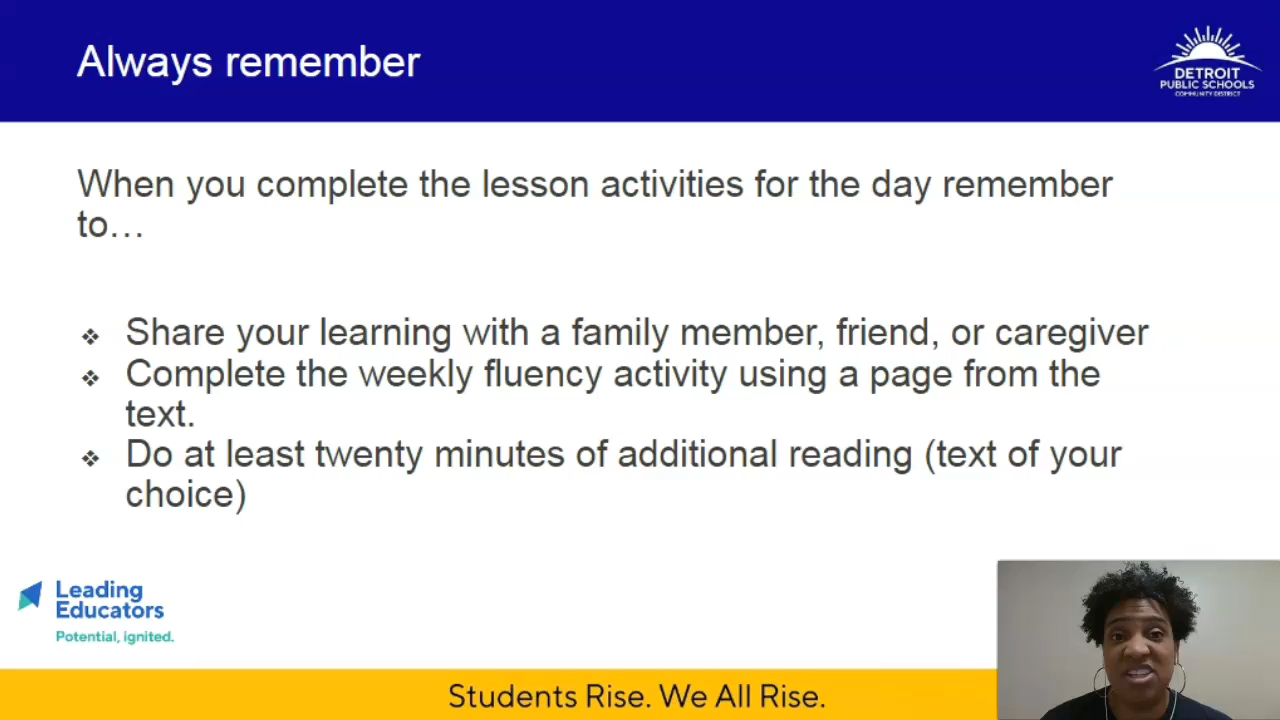 Always remember
DETROIT
PUBLIC SCHOOLS
COMMUNITY DISTRICT
When you complete the lesson activities for the day remember
to…
❖ Share your learning with a family member, friend, or caregiver
❖ Complete the weekly fluency activity using a page from the
text.
❖ Do at least twenty minutes of additional reading (text of your
choice)
Leading
Educators
Potential, ignited.
Students Rise. We All Rise.